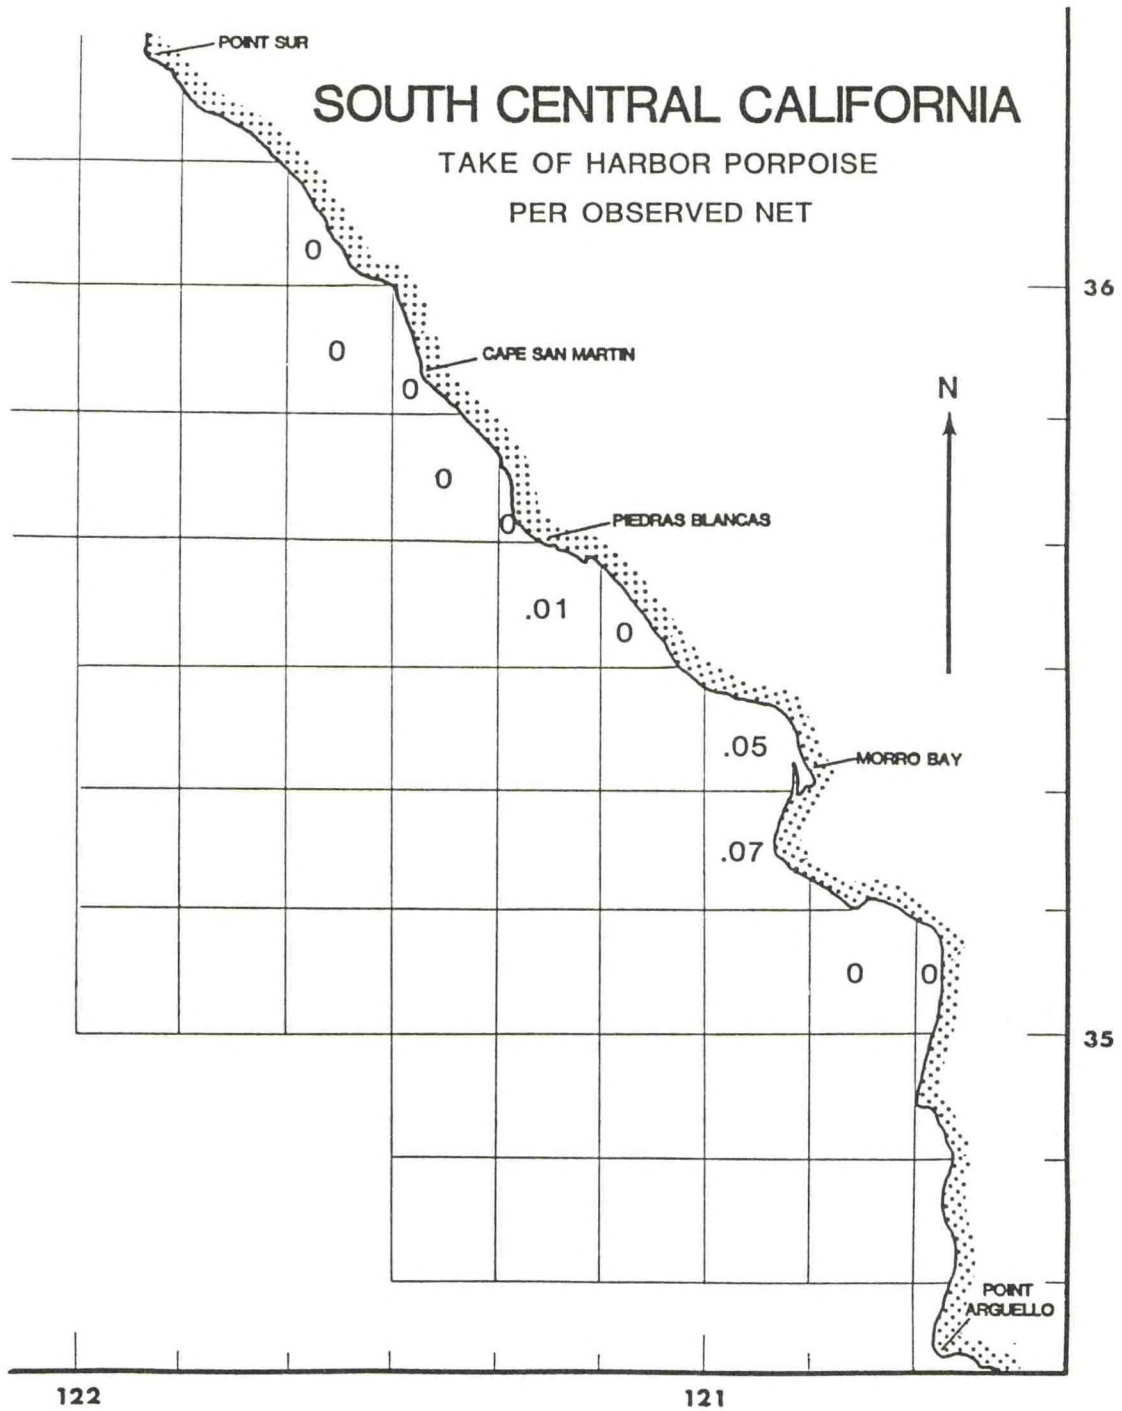 POINT SUR
SOUTH CENTRAL CALIFORNIA
TAKE OF HARBOR PORPOISE
PER OBSERVED NET
0
36
0
CAPE SAN MARTIN
0
N
0
0
PIEDRAS BLANCAS
.01
0
.05
MORRO BAY
.07
0
0
35
POINT
ARGUELLO
122
121